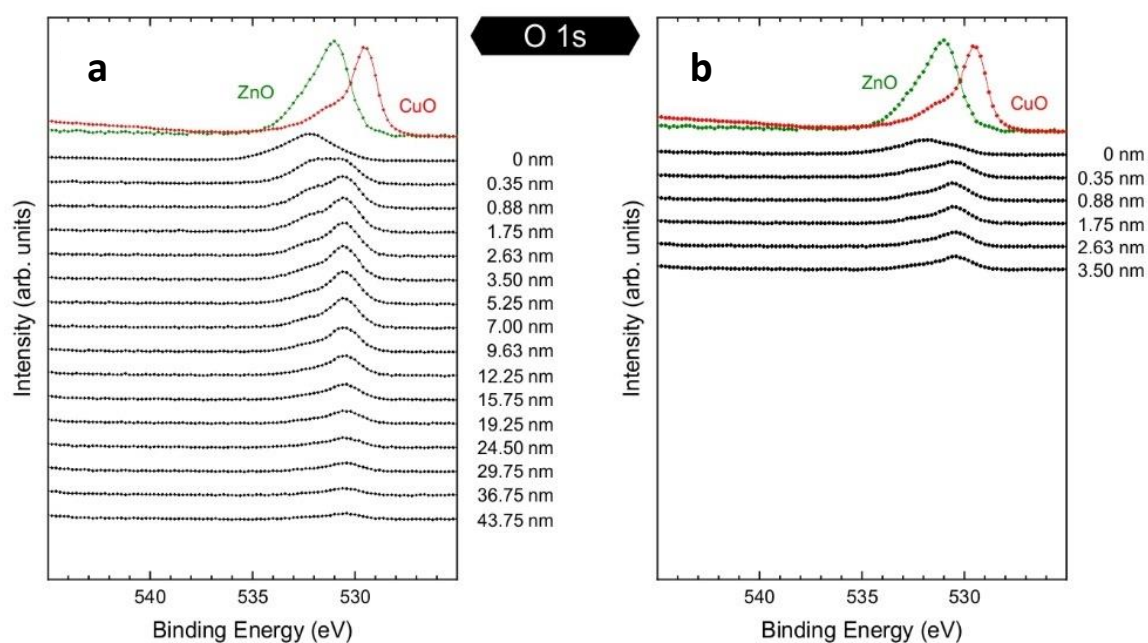 O 1s
a
ZnO
CuO
0 nm
0.35 nm
0.88 nm
1.75 nm
2.63 nm
3.50 nm
5.25 nm
7.00 nm
9.63 nm
12.25 nm
15.75 nm
19.25 nm
24.50 nm
29.75 nm
36.75 nm
43.75 nm
Intensity (arb. units)
540
535
530
Binding Energy (eV)
b
ZnO
CuO
0 nm
0.35 nm
0.88 nm
1.75 nm
2.63 nm
3.50 nm
Intensity (arb. units)
540
535
530
Binding Energy (eV)